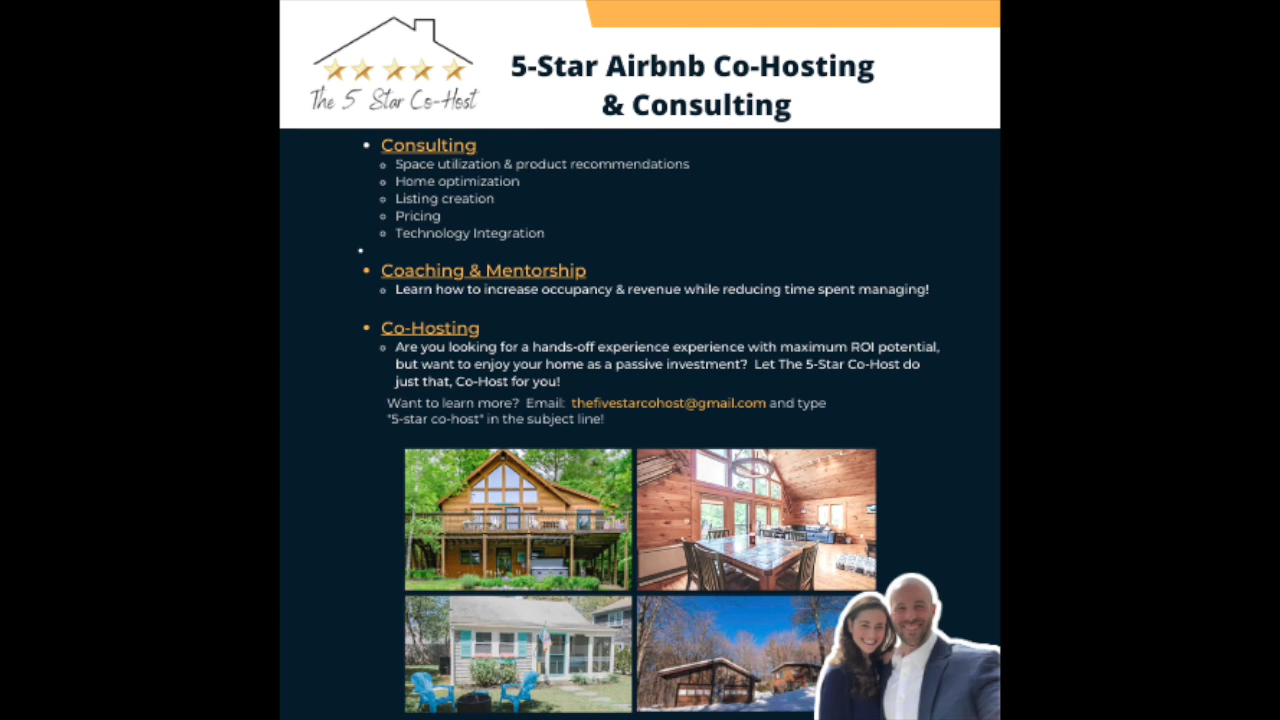 The 5 Star Co-Host
5-Star Airbnb Co-Hosting
& Consulting
Consulting
Space utilization & product recommendations
Home optimization
Listing creation
Pricing
Technology Integration
Coaching & Mentorship
Learn how to increase occupancy & revenue while reducing time spent managing!
Co-Hosting
Are you looking for a hands-off experience experience with maximum ROI potential,
but want to enjoy your home as a passive investment?  Let The 5-Star Co-Host do
just that, Co-Host for you!
Want to learn more?  Email:  thefivestarcohost@gmail.com and type
"5-star co-host" in the subject line!